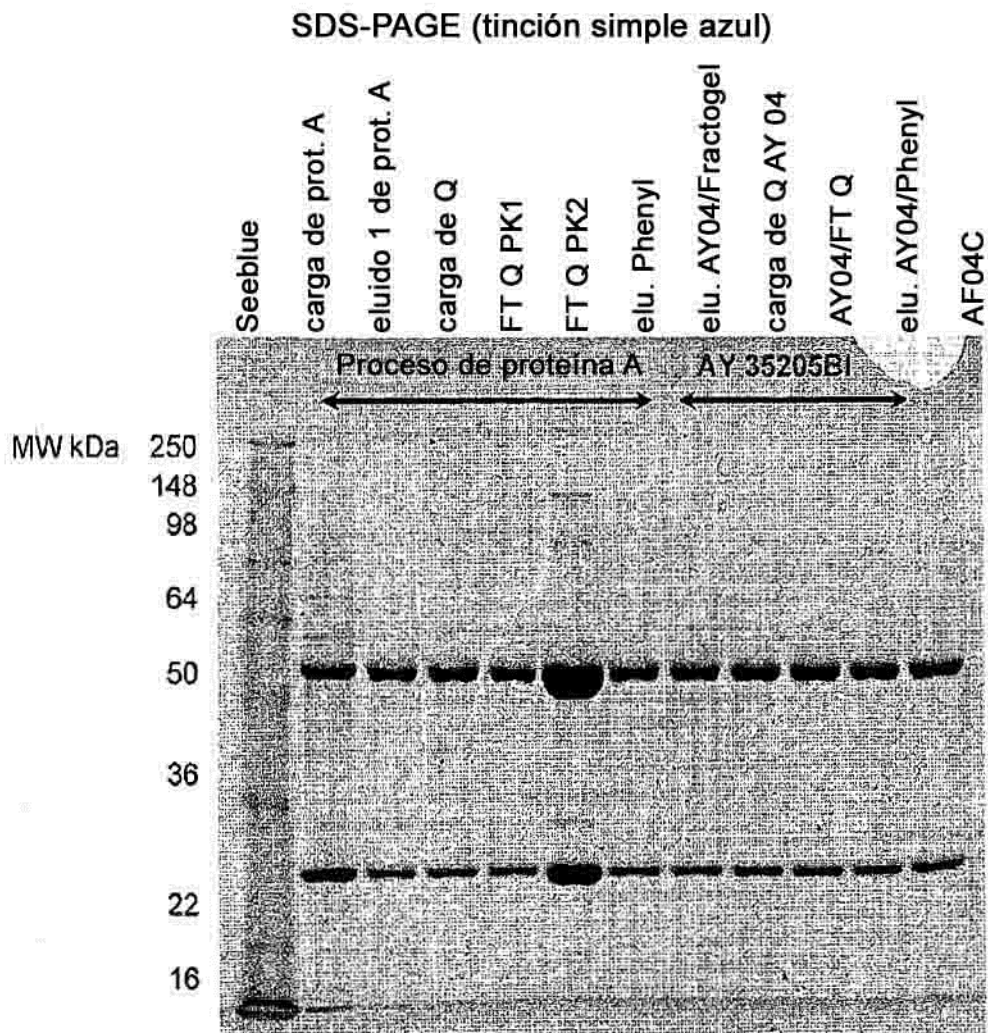 SDS-PAGE (tinción simple azul)
Seeblue
carga de prot. A
eluido 1 de prot. A
carga de Q
FT Q PK1
FT Q PK2
elu. Phenyl
elu. AY04/Fractogel
carga de Q AY 04
AY04/FT Q
elu. AY04/Phenyl
AF04C
Proceso de proteína A
AY 35205BI
MW kDa
250
148
98
64
50
36
22
16